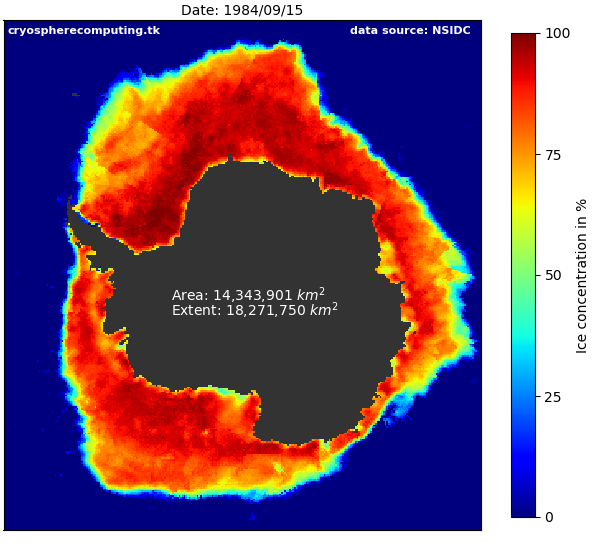 Date: 1984/09/15
cryospherecomputing.tk
data source: NSIDC
100
75
50
25
0
Ice concentration in %
Area: 14,343,901 km²
Extent: 18,271,750 km²